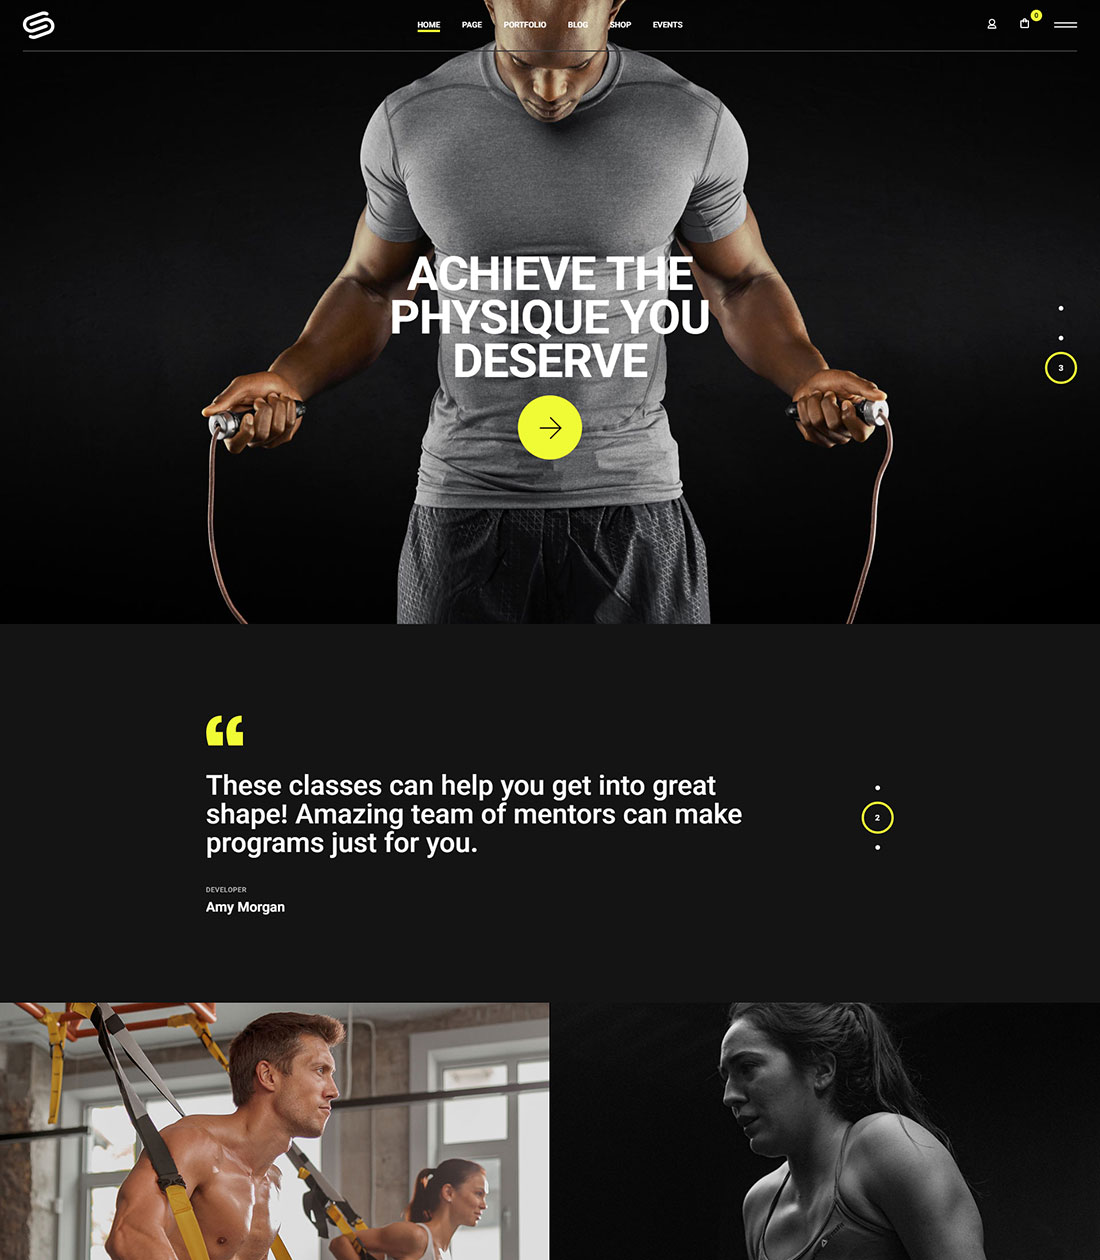 HOME PAGE PORTFOLIO BLOG SHOP EVENTS
0
ACHIEVE THE
PHYSIQUE YOU
DESERVE
3
“
These classes can help you get into great
shape! Amazing team of mentors can make
programs just for you.
2
DEVELOPER
Amy Morgan